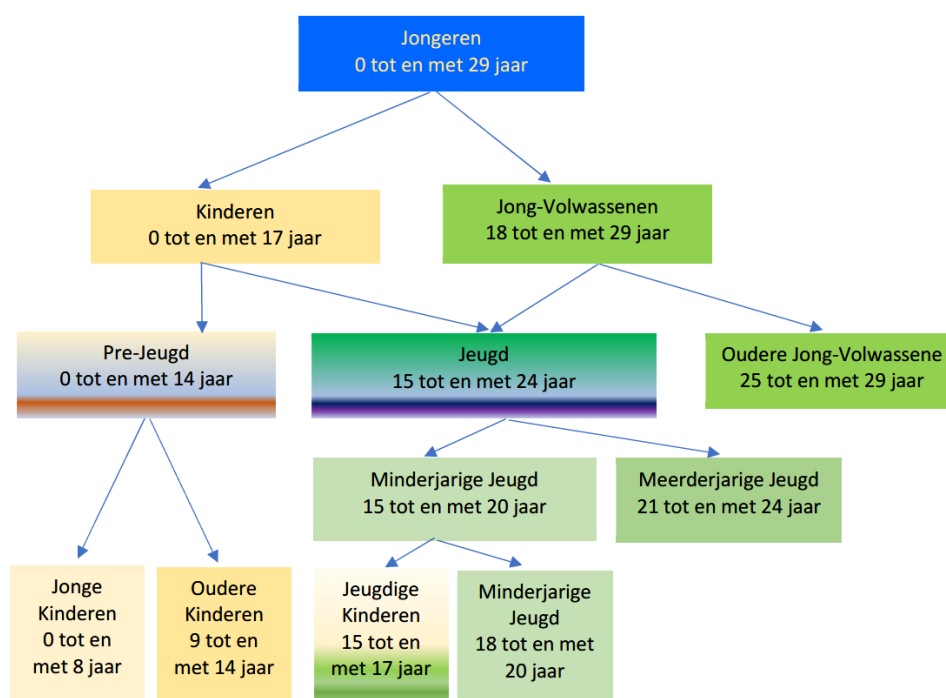 Jongeren
0 tot en met 29 jaar
Kinderen
0 tot en met 17 jaar
Jong-Volwassenen
18 tot en met 29 jaar
Pre-Jeugd
0 tot en met 14 jaar
Jeugd
15 tot en met 24 jaar
Oudere Jong-Volwassene
25 tot en met 29 jaar
Minderjarige Jeugd
15 tot en met 20 jaar
Meerderjarige Jeugd
21 tot en met 24 jaar
Jonge
Kinderen
0 tot en
met 8 jaar
Oudere
Kinderen
9 tot en
met 14 jaar
Jeugdige
Kinderen
15 tot en
met 17 jaar
Minderjarige
Jeugd
18 tot en met
20 jaar